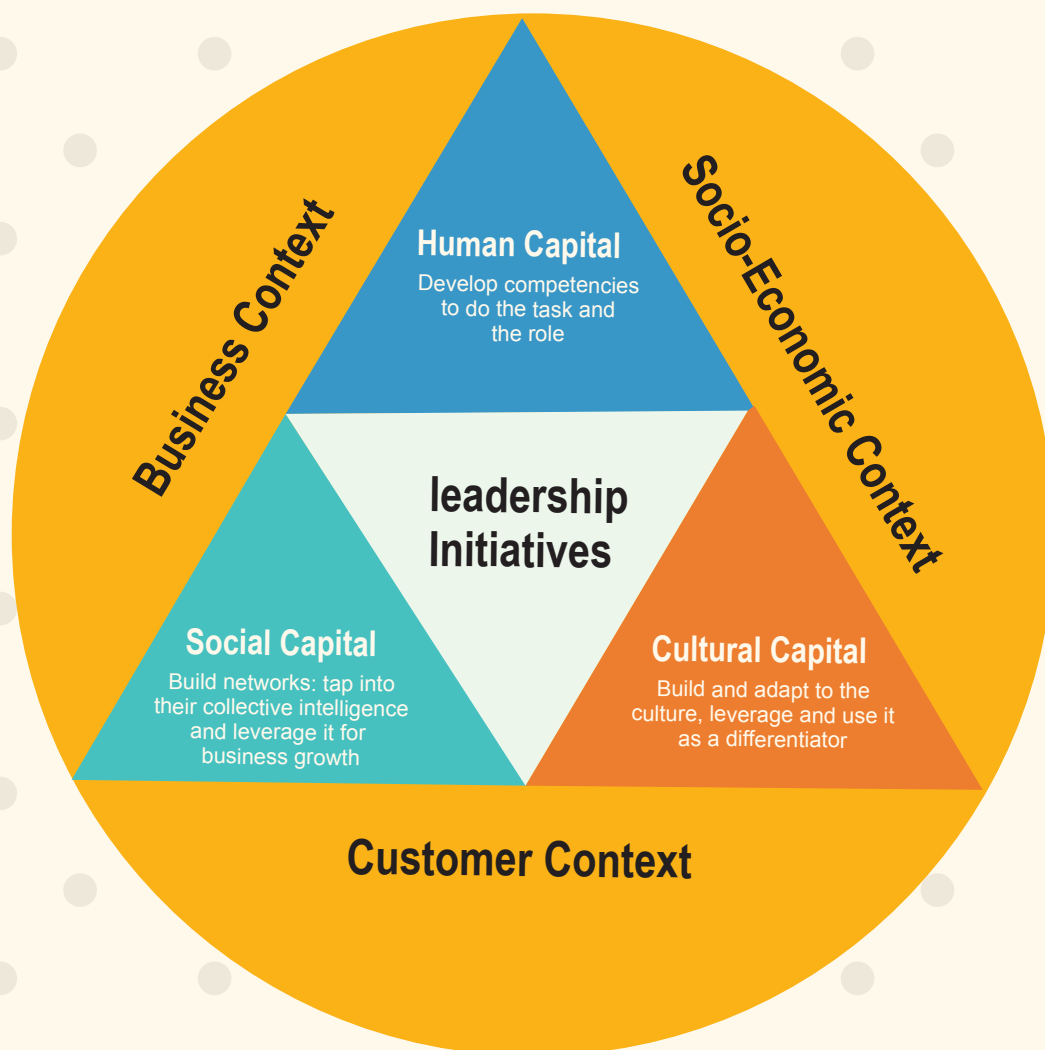 Business Context
Socio-Economic Context
Human Capital
Develop competencies
to do the task and
the role
leadership
Initiatives
Social Capital
Build networks: tap into
their collective intelligence
and leverage it for
business growth
Cultural Capital
Build and adapt to the
culture, leverage and use it
as a differentiator
Customer Context